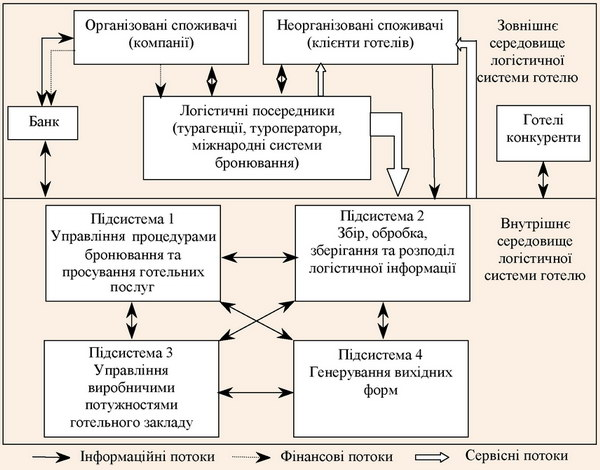 Організовані споживачі
(компанії)
Неорганізовані споживачі
(клієнти готелів)
Зовнішнє
середовище
логістичної
системи готелю
Банк
Логістичні посередники
(турагенції, туроператори,
міжнародні системи
бронювання)
Готелі
конкуренти
Підсистема 1
Управління процедурами
бронювання та
просування готельних
послуг
Підсистема 2
Збір, обробка,
зберігання та розподіл
логістичної інформації
Внутрішнє
середовище
логістичної
системи готелю
Підсистема 3
Управління
виробничими
потужностями
готельного закладу
Підсистема 4
Генерування вихідних
форм
Інформаційні потоки
Фінансові потоки
Сервісні потоки